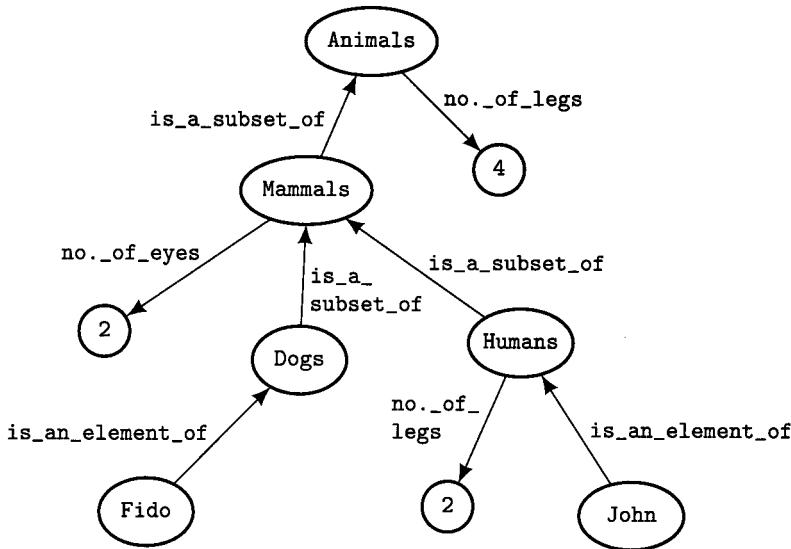 Animals
no._of_legs
is_a_subset_of
4
Mammals
no._of_eyes
is_a_
subset_of
is_a_subset_of
2
Dogs
Humans
is_an_element_of
no._of_
legs
is_an_element_of
Fido
2
John